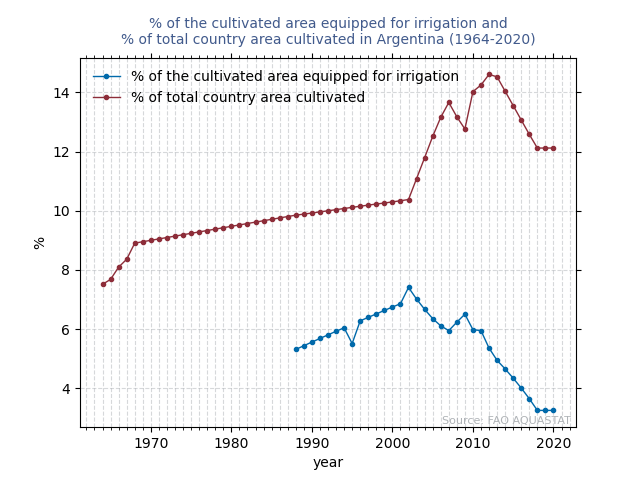 % of the cultivated area equipped for irrigation and
% of total country area cultivated in Argentina (1964-2020)
% of the cultivated area equipped for irrigation
% of total country area cultivated
14
12
10
8
6
4
%
Source: FAO AQUASTAT
1970 1980 1990 2000 2010 2020
year